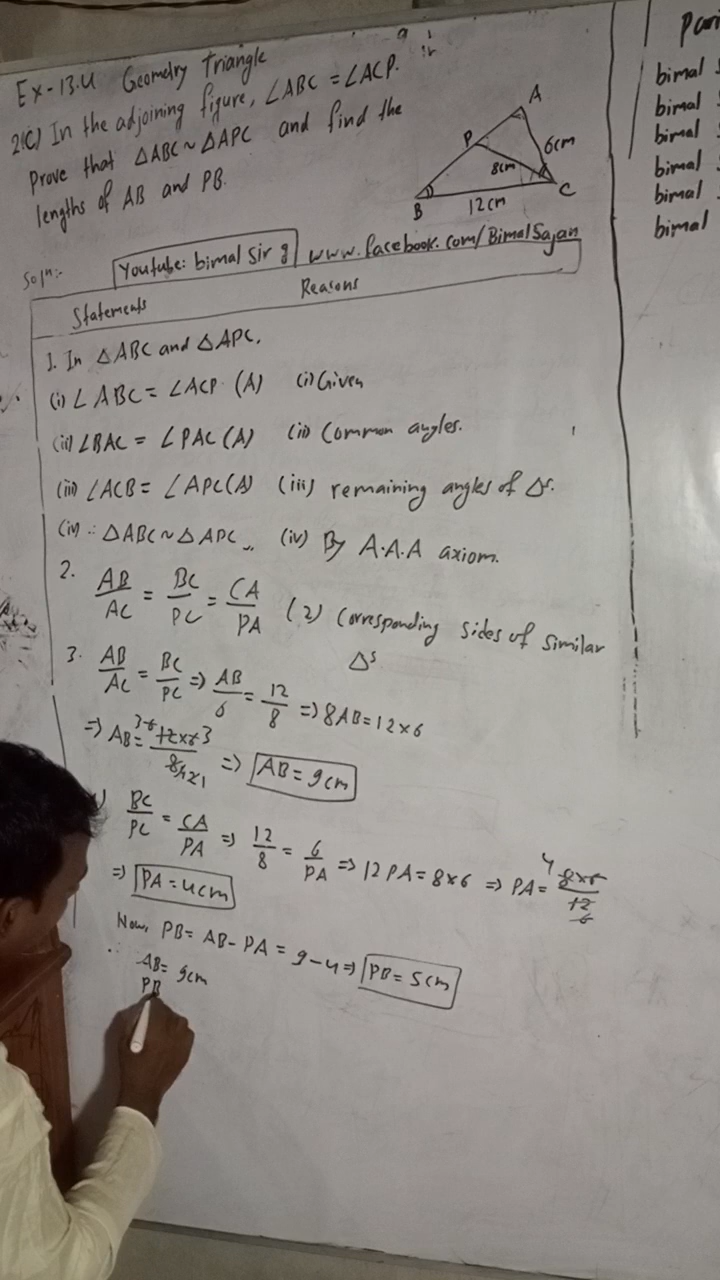 Ex-13.4 Geometry Triangle
2(C) In the adjoining figure, ∠ABC = ∠ACP.
Prove that △ABC ~ △APC and find the
lengths of AB and PB.
A
P
6cm
8cm
B
12cm
C
Pari
bimal
bimal
bimal
bimal
bimal
bimal
Solⁿ:-
Youtube: bimal sir g
www.facebook.com/BimalSajan
Statements
Reasons
1. In △ABC and △APC,
(i) ∠ABC = ∠ACP (A) (i) Given
(ii) ∠BAC = ∠PAC (A) (ii) Common angles.
(iii) ∠ACB = ∠APC (A) (iii) remaining angles of △s.
(iv) ∴ △ABC ~ △APC (iv) By A.A.A axiom.
2. AB/AC = BC/PC = CA/PA (2) Corresponding sides of similar
△s
3. AB/AC = BC/PC ⇒ AB/6 = 12/8 ⇒ 8AB = 12×6
⇒ AB = 12×6/8 ⇒ AB = 9cm
BC/PC = CA/PA ⇒ 12/8 = 6/PA ⇒ 12PA = 8×6 ⇒ PA = 8×6/12
⇒ PA = 4cm
Now, PB = AB - PA = 9-4 ⇒ PB = 5cm
∴ AB = 9cm
PB